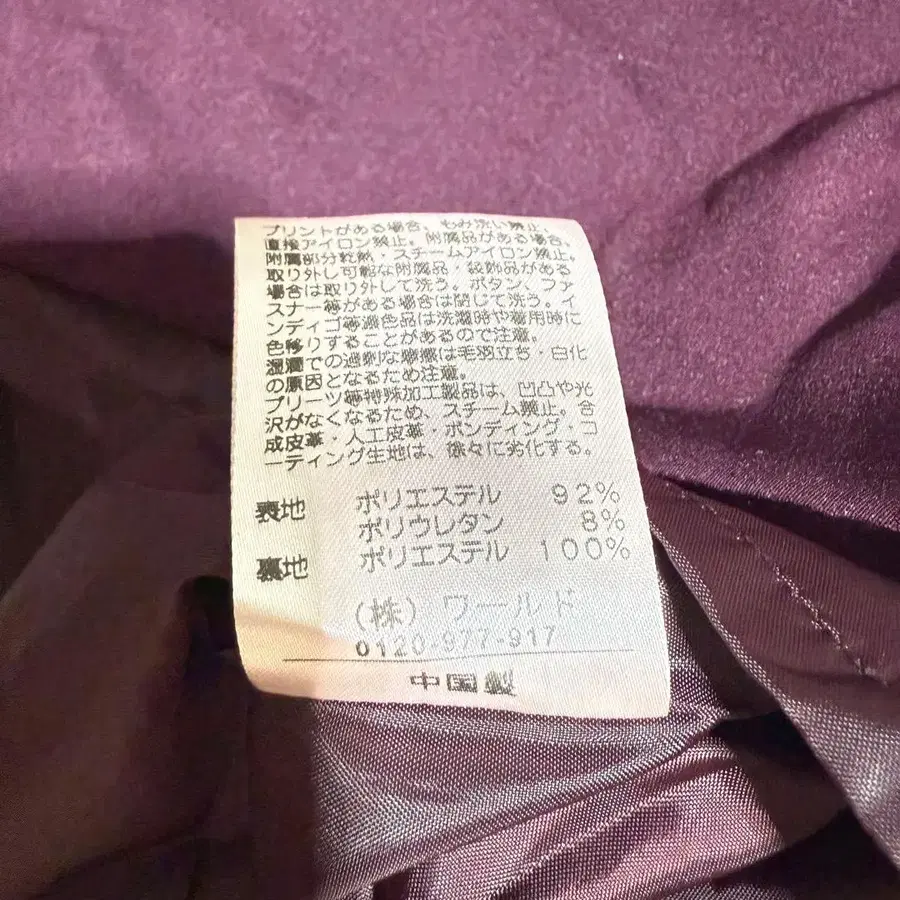 プリントがある場合、もみ洗い禁止。
直接アイロン禁止。附属品がある場合、
附属部分乾熱・スチームアイロン禁止。
取り外し可能な附属品・装飾品がある
場合は取り外して洗う。ボタン、ファ
スナー等がある場合は閉じて洗う。イ
ンディゴ等濃色品は洗濯時や着用時に
色移りすることがあるので注意。
湿潤での過剰な摩擦は毛羽立ち・白化
の原因となるため注意。
プリーツ等特殊加工製品は、凹凸や光
沢がなくなるため、スチーム禁止。合
成皮革・人工皮革・ボンディング・コ
ーティング生地は、徐々に劣化する。
表地 ポリエステル 92%
ポリウレタン 8%
裏地 ポリエステル 100%
(株) ワールド
0120-977-917
中国製